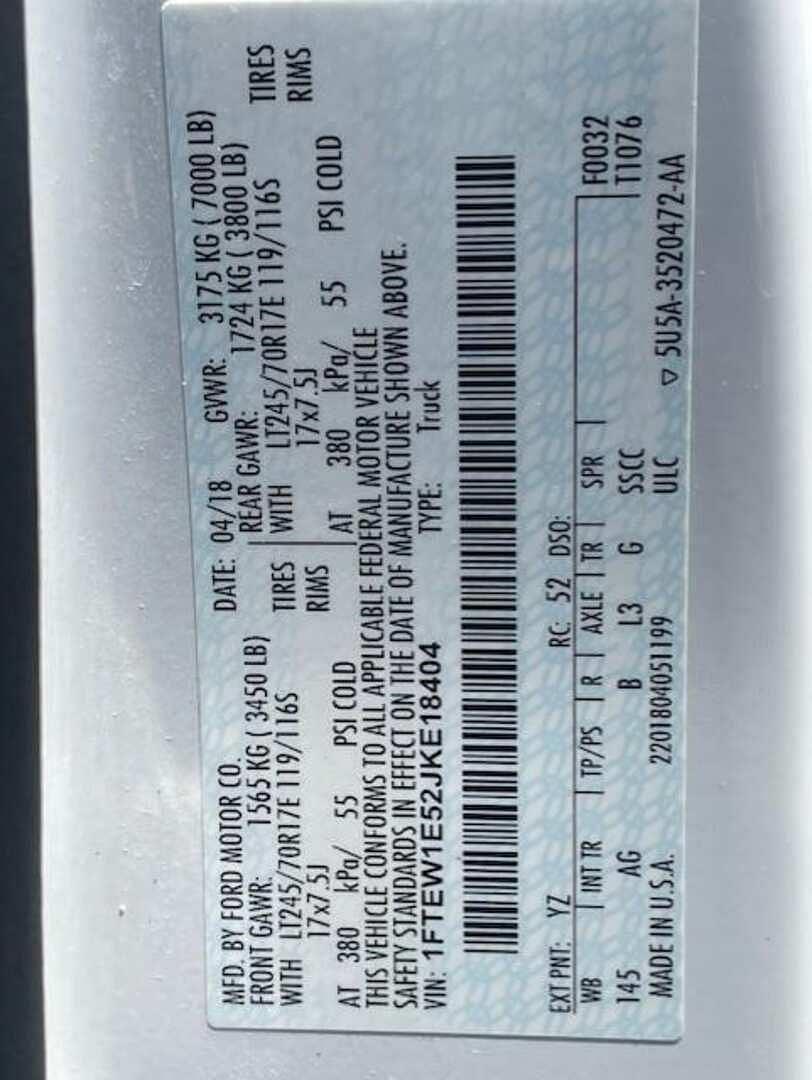 MFD. BY FORD MOTOR CO. DATE: 04/18 GVWR: 3175 KG ( 7000 LB)
FRONT GAWR: 1565 KG ( 3450 LB) REAR GAWR: 1724 KG ( 3800 LB)
WITH LT245/70R17E 119/116S TIRES WITH LT245/70R17E 119/116S TIRES
17x7.5J RIMS 17x7.5J RIMS
AT 380 kPa/ 55 PSI COLD AT 380 kPa/ 55 PSI COLD
THIS VEHICLE CONFORMS TO ALL APPLICABLE FEDERAL MOTOR VEHICLE
SAFETY STANDARDS IN EFFECT ON THE DATE OF MANUFACTURE SHOWN ABOVE.
VIN: 1FTEW1E52JKE18404 TYPE: Truck
EXT PNT: YZ RC: 52 DSO:
WB | INT TR | TP/PS | R | AXLE | TR | SPR | F0032
145 AG B L3 G SSCC T1076
MADE IN U.S.A. 2201804051199 ULC ▽ 5U5A-3520472-AA